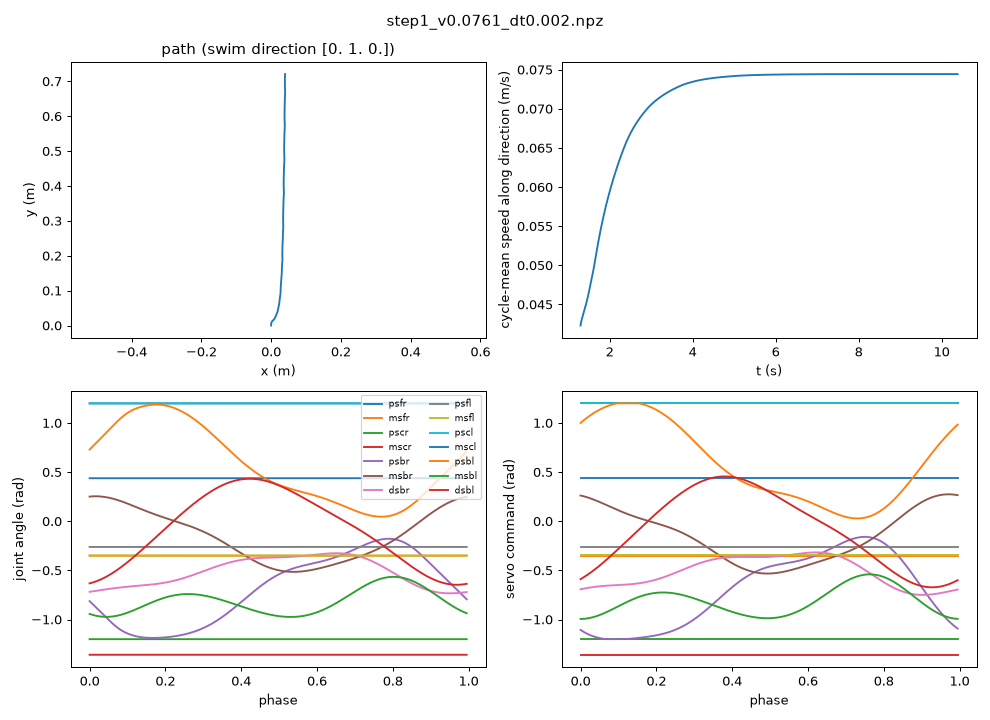 step1_v0.0761_dt0.002.npz
path (swim direction [0. 1. 0.])
y (m)
0.7
0.6
0.5
0.4
0.3
0.2
0.1
0.0
−0.4 −0.2 0.0 0.2 0.4 0.6
x (m)
cycle-mean speed along direction (m/s)
0.075
0.070
0.065
0.060
0.055
0.050
0.045
2 4 6 8 10
t (s)
joint angle (rad)
1.0
0.5
0.0
−0.5
−1.0
psfr psfl
msfr msfl
pscr pscl
mscr mscl
psbr psbl
msbr msbl
dsbr dsbl
0.0 0.2 0.4 0.6 0.8 1.0
phase
servo command (rad)
1.0
0.5
0.0
−0.5
−1.0
0.0 0.2 0.4 0.6 0.8 1.0
phase